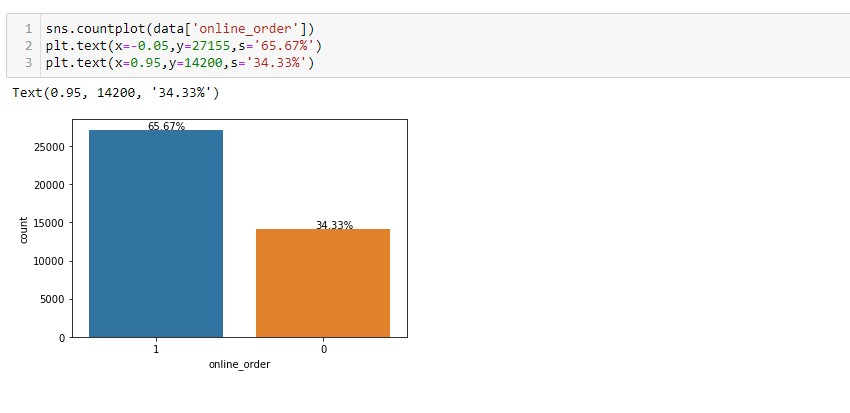 1 sns.countplot(data['online_order'])
2 plt.text(x=-0.05,y=27155,s='65.67%')
3 plt.text(x=0.95,y=14200,s='34.33%')
Text(0.95, 14200, '34.33%')
65.67%
25000
20000
15000
34.33%
count
10000
5000
0
1 0
online_order